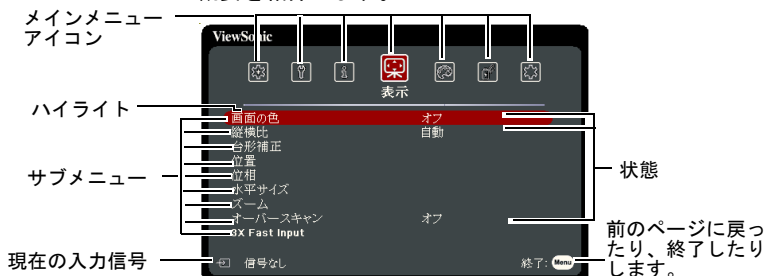 メインメニュー
アイコン
ViewSonic
表示
ハイライト
画面の色 オフ
縦横比 自動
台形補正
位置
位相
水平サイズ
ズーム
オーバースキャン オフ
3X Fast Input
サブメニュー
状態
現在の入力信号
信号なし
終了: Menu
前のページに戻っ
たり、終了したり
します。